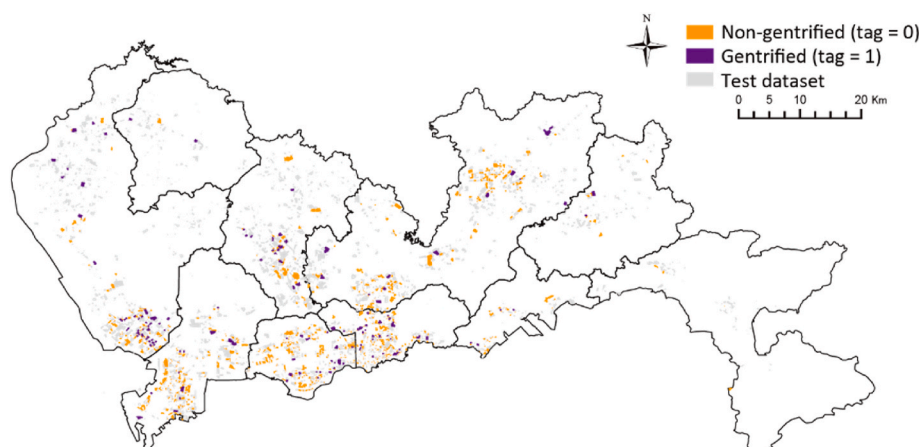 N
Non-gentrified (tag = 0)
Gentrified (tag = 1)
Test dataset
0 5 10 20 Km